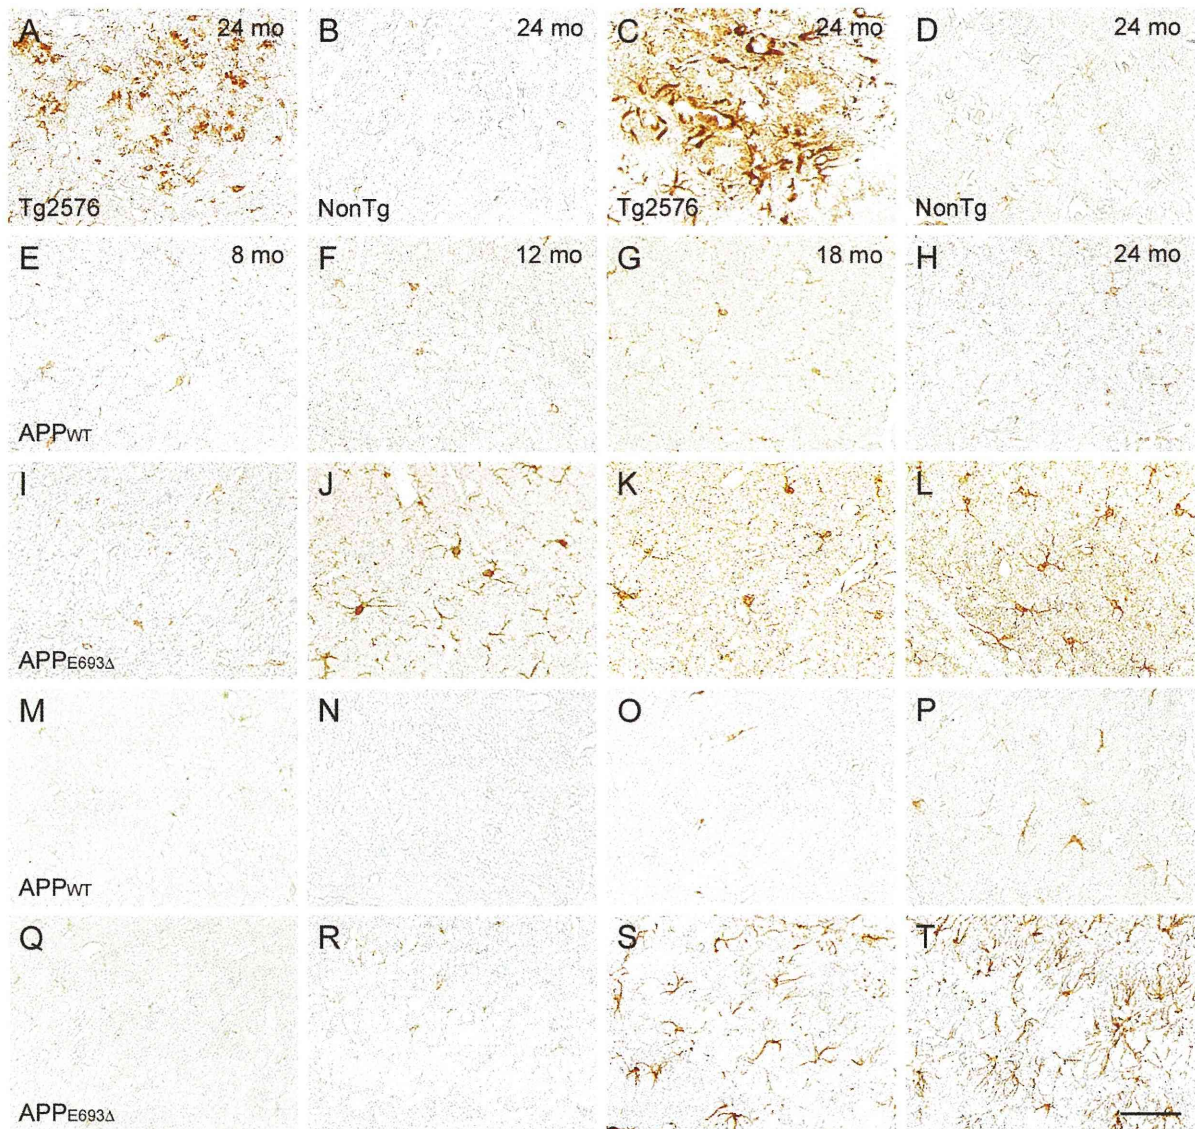 A 24 mo B 24 mo C 24 mo D 24 mo
Tg2576 NonTg Tg2576 NonTg
E 8 mo F 12 mo G 18 mo H 24 mo
APPWT
I J K L
APPE693Δ
M N O P
APPWT
Q R S T
APPE693Δ